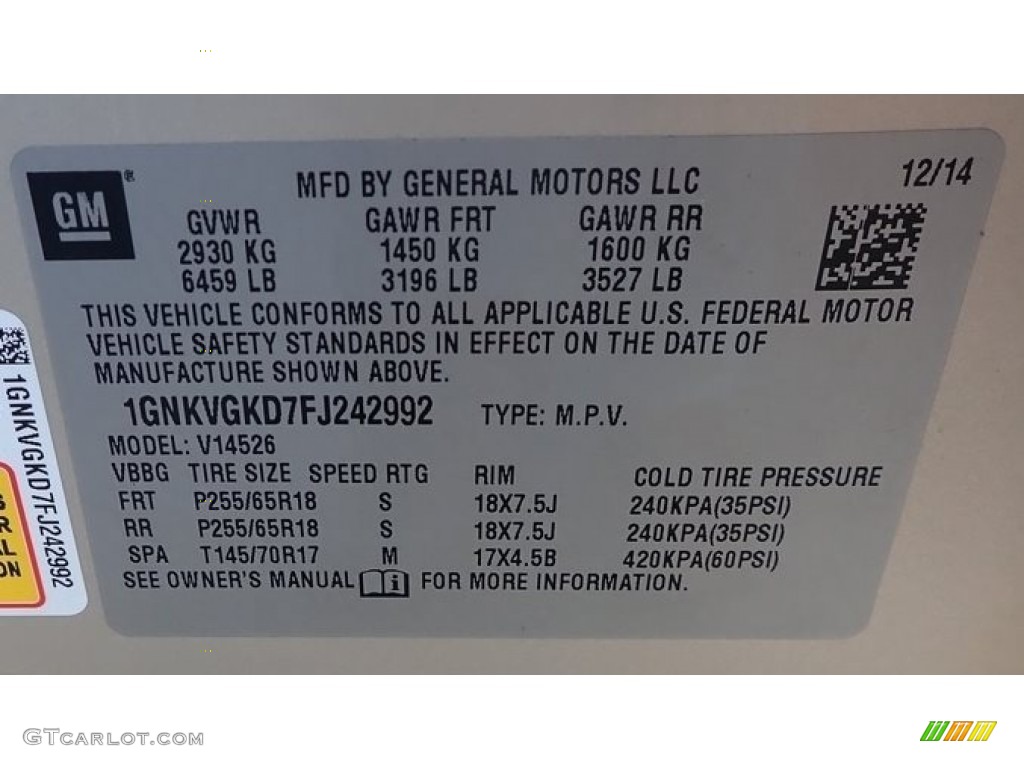 GM®
MFD BY GENERAL MOTORS LLC
12/14
GVWR GAWR FRT GAWR RR
2930 KG 1450 KG 1600 KG
6459 LB 3196 LB 3527 LB
THIS VEHICLE CONFORMS TO ALL APPLICABLE U.S. FEDERAL MOTOR
VEHICLE SAFETY STANDARDS IN EFFECT ON THE DATE OF
MANUFACTURE SHOWN ABOVE.
1GNKVGKD7FJ242992 TYPE: M.P.V.
MODEL: V14526
VBBG TIRE SIZE SPEED RTG RIM COLD TIRE PRESSURE
FRT P255/65R18 S 18X7.5J 240KPA(35PSI)
RR P255/65R18 S 18X7.5J 240KPA(35PSI)
SPA T145/70R17 M 17X4.5B 420KPA(60PSI)
SEE OWNER'S MANUAL i FOR MORE INFORMATION.
1GNKVGKD7FJ242992
GTCARLOT.COM